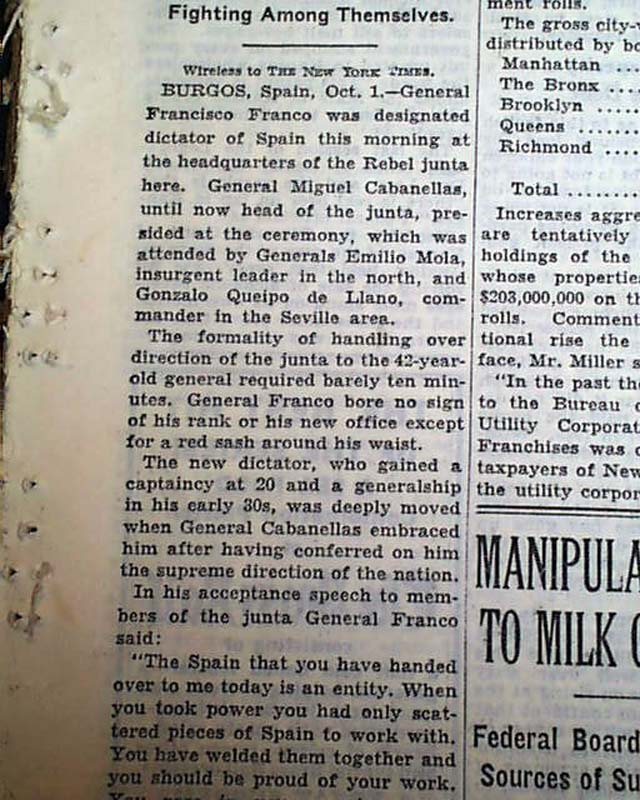 Fighting Among Themselves.
Wireless to THE NEW YORK TIMES.
BURGOS, Spain, Oct. 1.—General
Francisco Franco was designated
dictator of Spain this morning at
the headquarters of the Rebel junta
here. General Miguel Cabanellas,
until now head of the junta, pre-
sided at the ceremony, which was
attended by Generals Emilio Mola,
insurgent leader in the north, and
Gonzalo Queipo de Llano, com-
mander in the Seville area.
The formality of handling over
direction of the junta to the 42-year-
old general required barely ten min-
utes. General Franco bore no sign
of his rank or his new office except
for a red sash around his waist.
The new dictator, who gained a
captaincy at 20 and a generalship
in his early 30s, was deeply moved
when General Cabanellas embraced
him after having conferred on him
the supreme direction of the nation.
In his acceptance speech to mem-
bers of the junta General Franco
said:
"The Spain that you have handed
over to me today is an entity. When
you took power you had only scat-
tered pieces of Spain to work with.
You have welded them together and
you should be proud of your work.
ment rolls.
The gross city-
distributed by bo
Manhattan ...
The Bronx ....
Brooklyn ....
Queens .......
Richmond ....
Total ........
Increases aggre
are tentatively
holdings of the
whose properties
$203,000,000 on th
rolls. Comment
tional rise the
face, Mr. Miller s
"In the past the
to the Bureau o
Utility Corporat
Franchises was c
taxpayers of New
the utility corpor
MANIPULA
TO MILK
Federal Board
Sources of Su